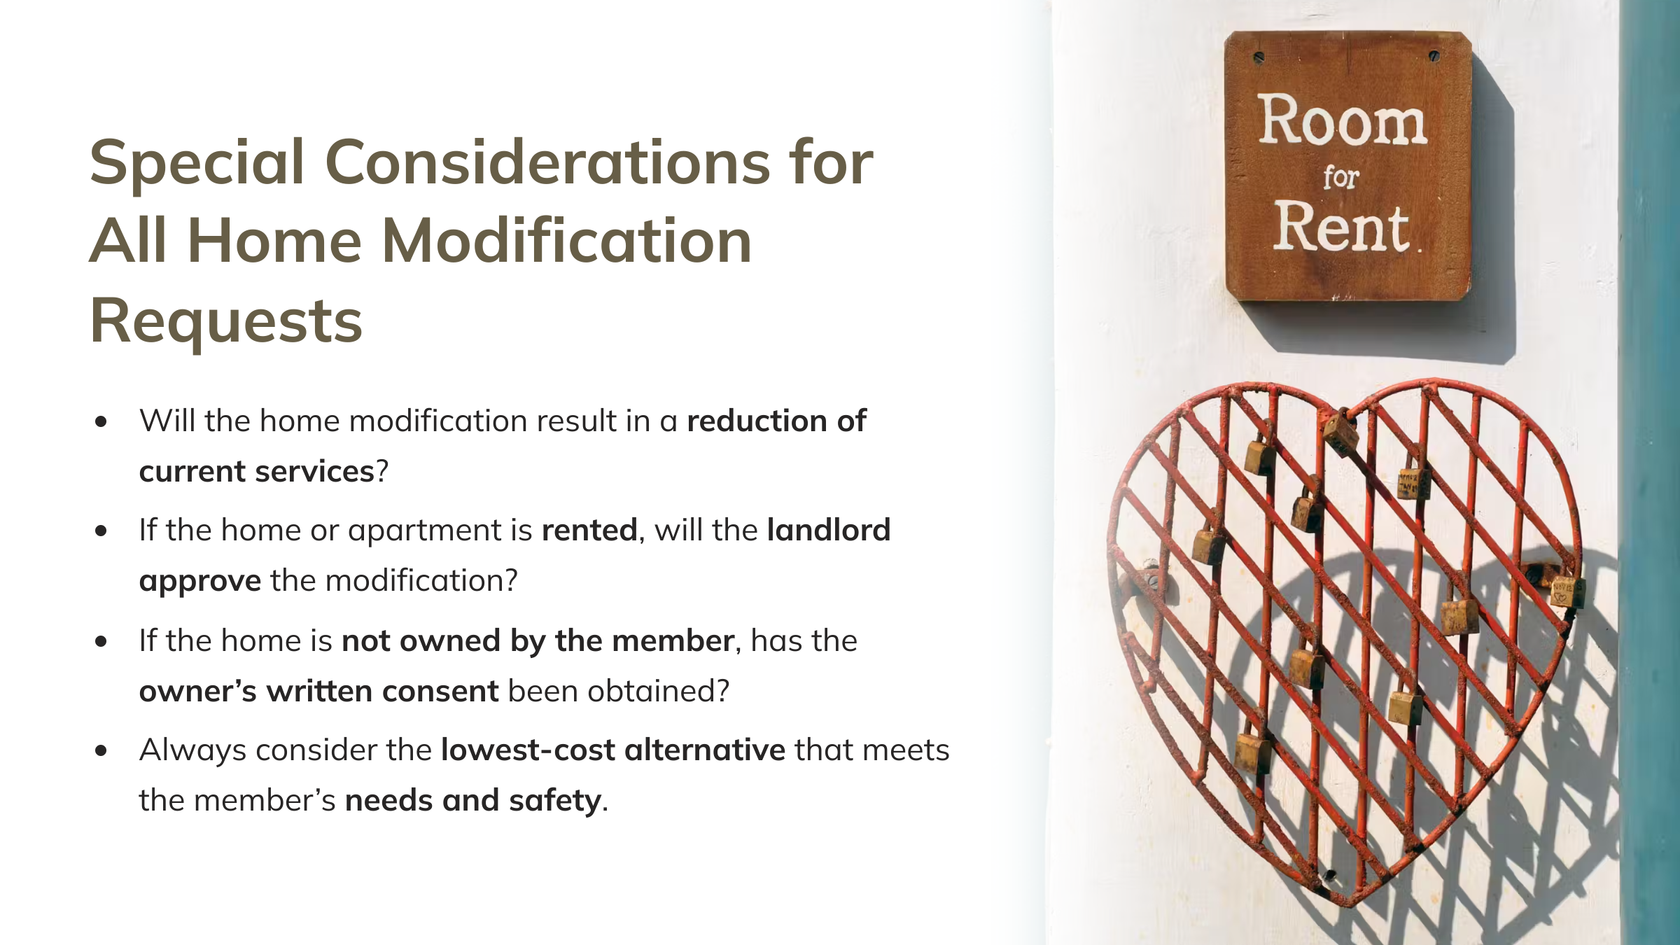 Special Considerations for
All Home Modification
Requests
• Will the home modification result in a reduction of
current services?
• If the home or apartment is rented, will the landlord
approve the modification?
• If the home is not owned by the member, has the
owner’s written consent been obtained?
• Always consider the lowest-cost alternative that meets
the member’s needs and safety.
Room
for
Rent.